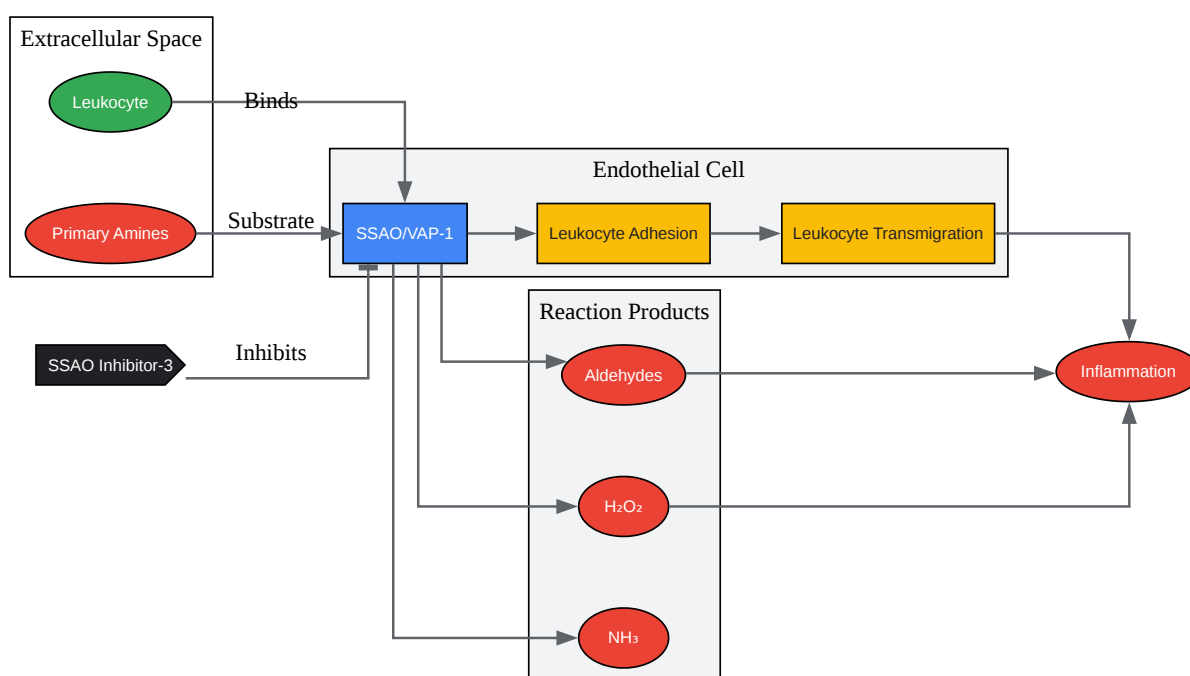 Extracellular Space
Leukocyte
Binds
Endothelial Cell
Primary Amines
Substrate
SSAO/VAP-1
Leukocyte Adhesion
Leukocyte Transmigration
Reaction Products
SSAO Inhibitor-3
Inhibits
Aldehydes
Inflammation
H₂O₂
NH₃